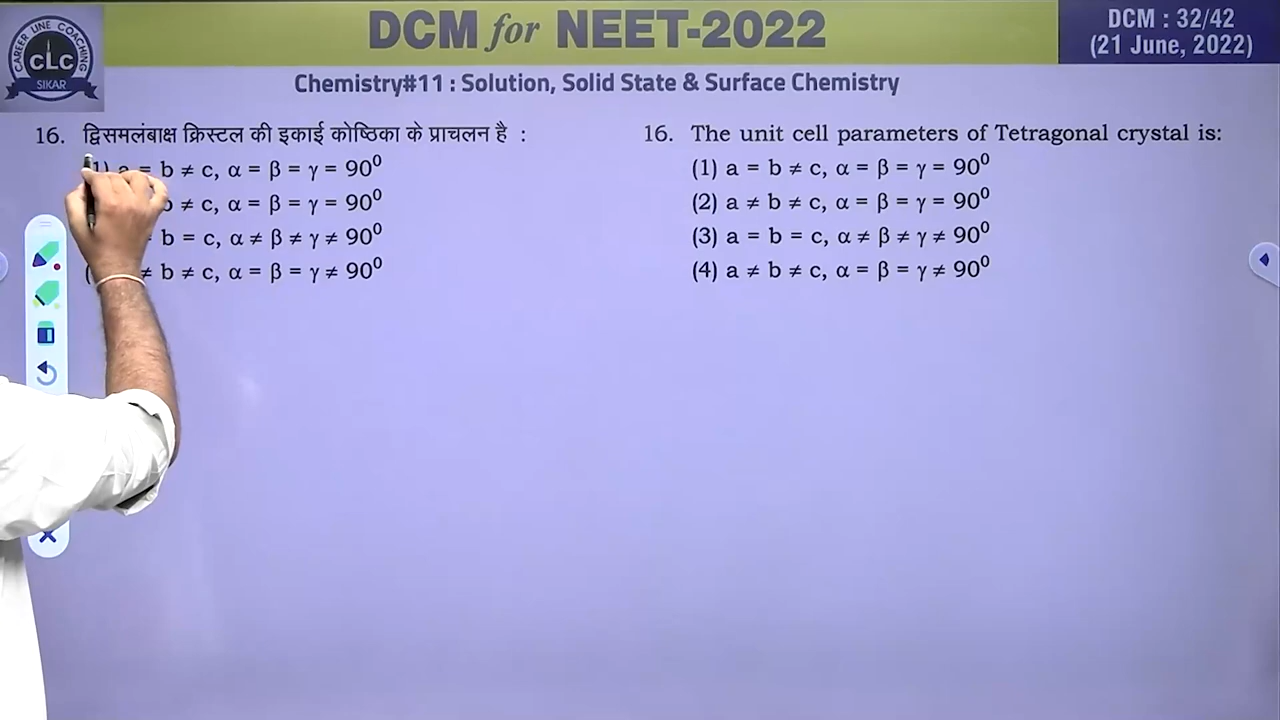 DCM for NEET-2022
DCM : 32/42
(21 June, 2022)
CAREER LINE COACHING
CLC
SIKAR
Chemistry#11 : Solution, Solid State & Surface Chemistry
16. द्विसमलंबाक्ष क्रिस्टल की इकाई कोष्ठिका के प्राचलन है :
1) a = b ≠ c, α = β = γ = 90⁰
b ≠ c, α = β = γ = 90⁰
= b = c, α ≠ β ≠ γ ≠ 90⁰
( ≠ b ≠ c, α = β = γ ≠ 90⁰
16. The unit cell parameters of Tetragonal crystal is:
(1) a = b ≠ c, α = β = γ = 90⁰
(2) a ≠ b ≠ c, α = β = γ = 90⁰
(3) a = b = c, α ≠ β ≠ γ ≠ 90⁰
(4) a ≠ b ≠ c, α = β = γ ≠ 90⁰